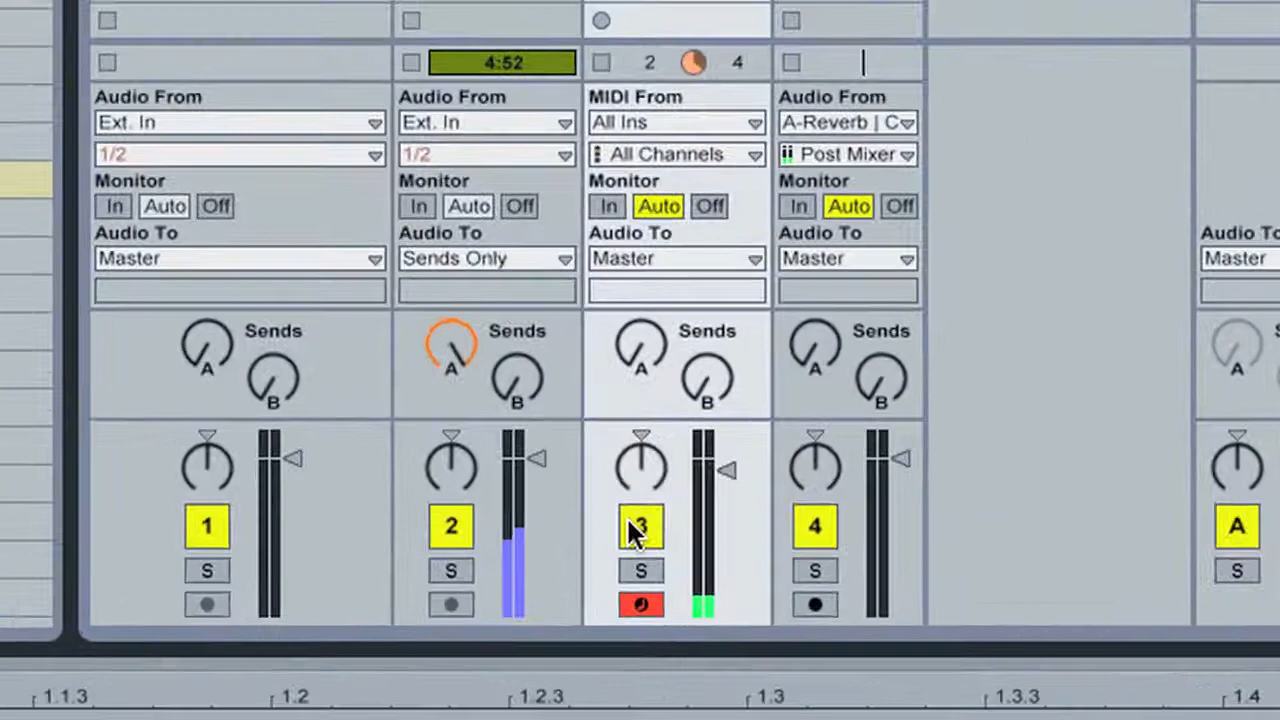 4:52 2 4
Audio From Audio From MIDI From Audio From
Ext. In Ext. In All Ins A-Reverb | C
1/2 1/2 All Channels Post Mixer
Monitor Monitor Monitor Monitor
In Auto Off In Auto Off In Auto Off In Auto Off
Audio To Audio To Audio To Audio To Audio To
Master Sends Only Master Master Master
Sends Sends Sends Sends S
A A A A A
B B B B
1 2 3 4 A
S S S S S
1.1.3 1.2 1.2.3 1.3 1.3.3 1.4